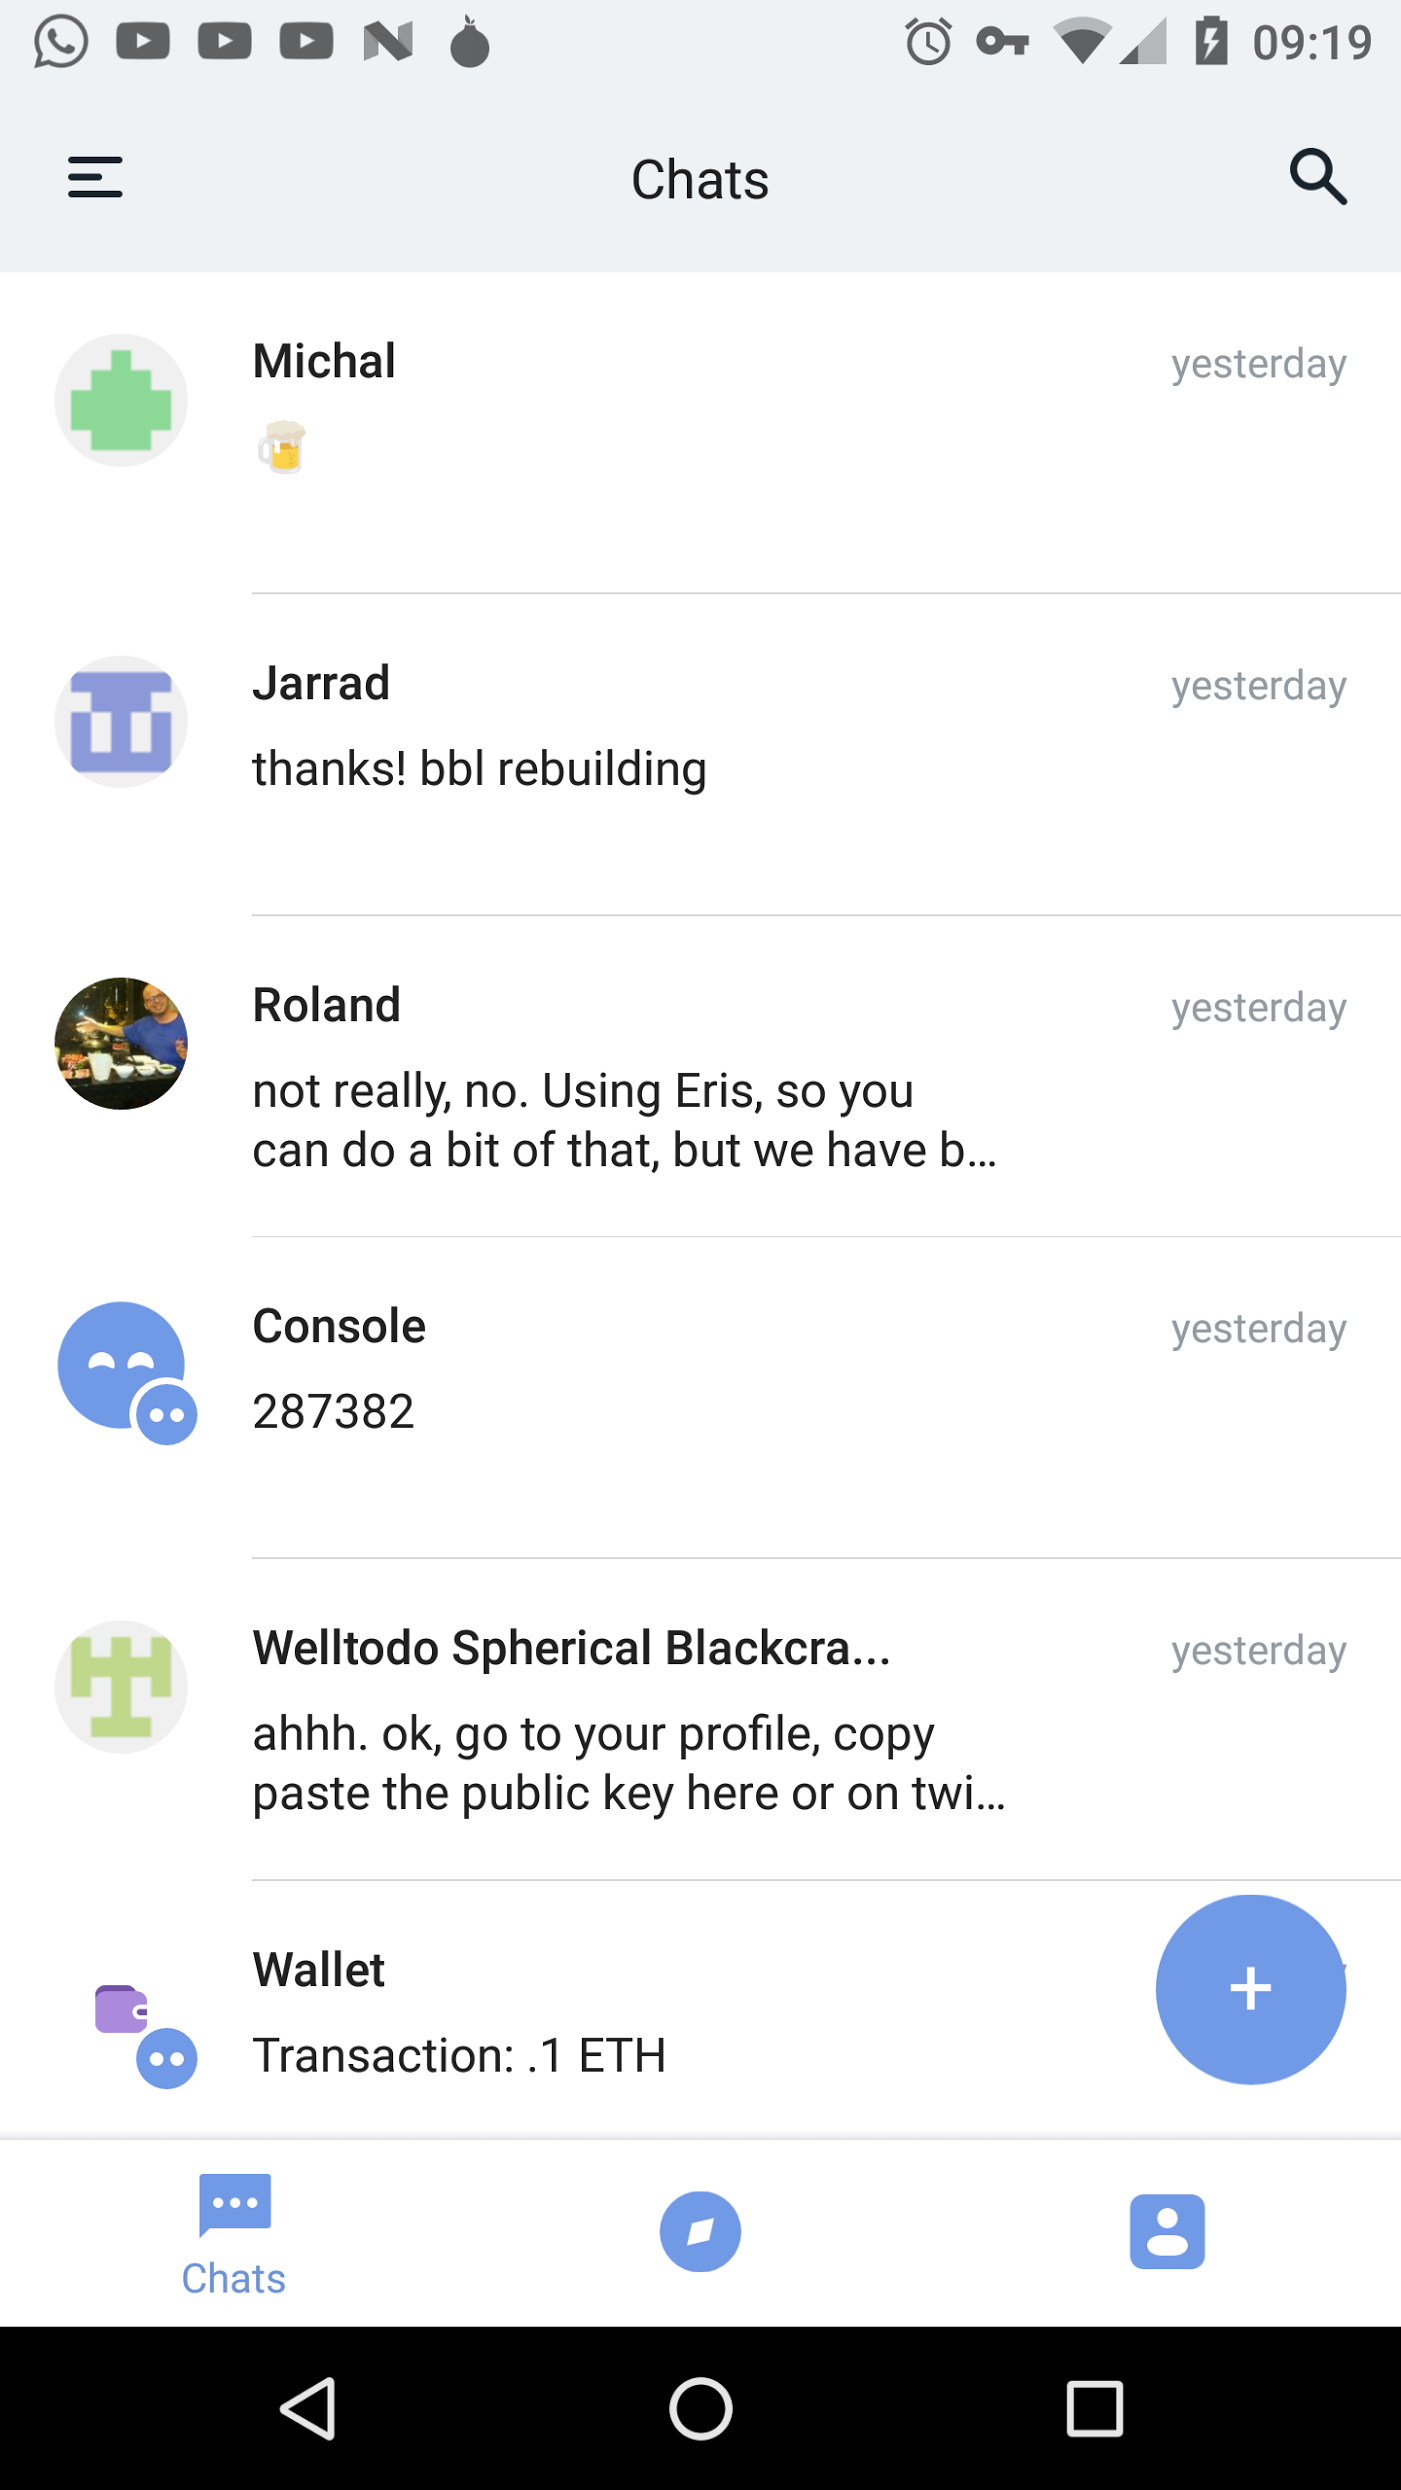 09:19
Chats
Michal
yesterday
Jarrad
yesterday
thanks! bbl rebuilding
Roland
yesterday
not really, no. Using Eris, so you
can do a bit of that, but we have b...
Console
yesterday
287382
Welltodo Spherical Blackcra...
yesterday
ahhh. ok, go to your profile, copy
paste the public key here or on twi...
Wallet
Transaction: .1 ETH
Chats